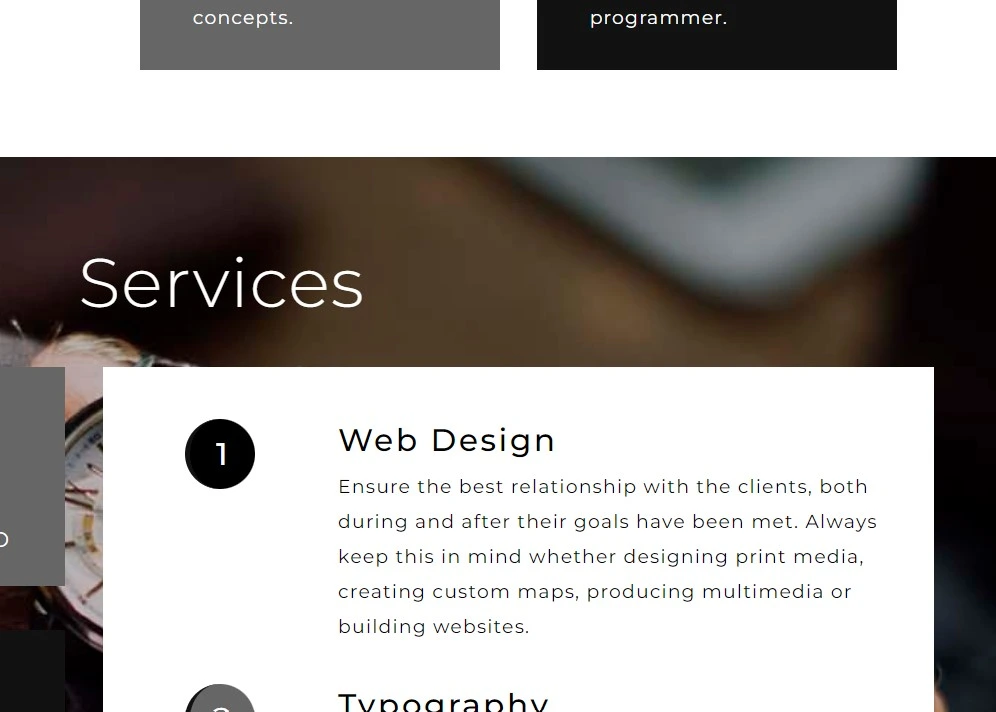 concepts.
programmer.
Services
1
Web Design
Ensure the best relationship with the clients, both
during and after their goals have been met. Always
keep this in mind whether designing print media,
creating custom maps, producing multimedia or
building websites.
Typography